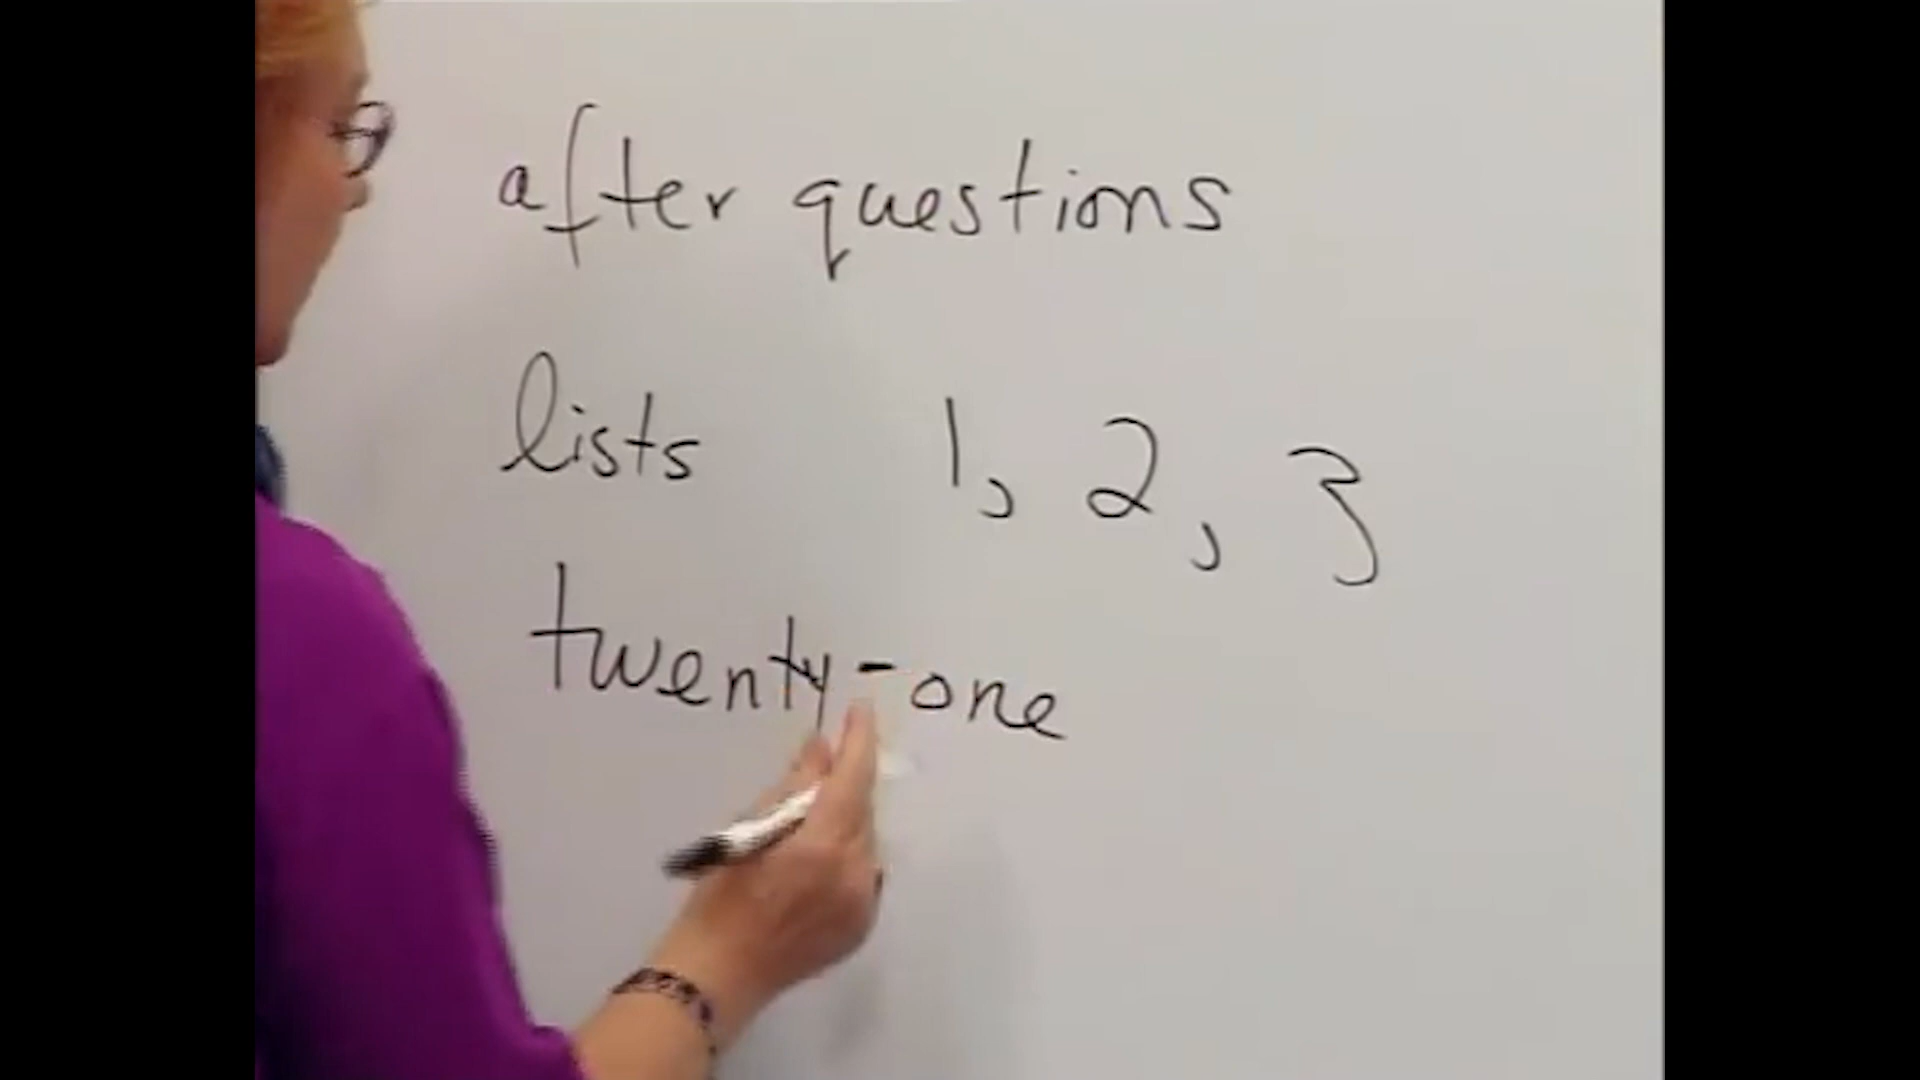 after questions
lists 1, 2, 3
twenty-one